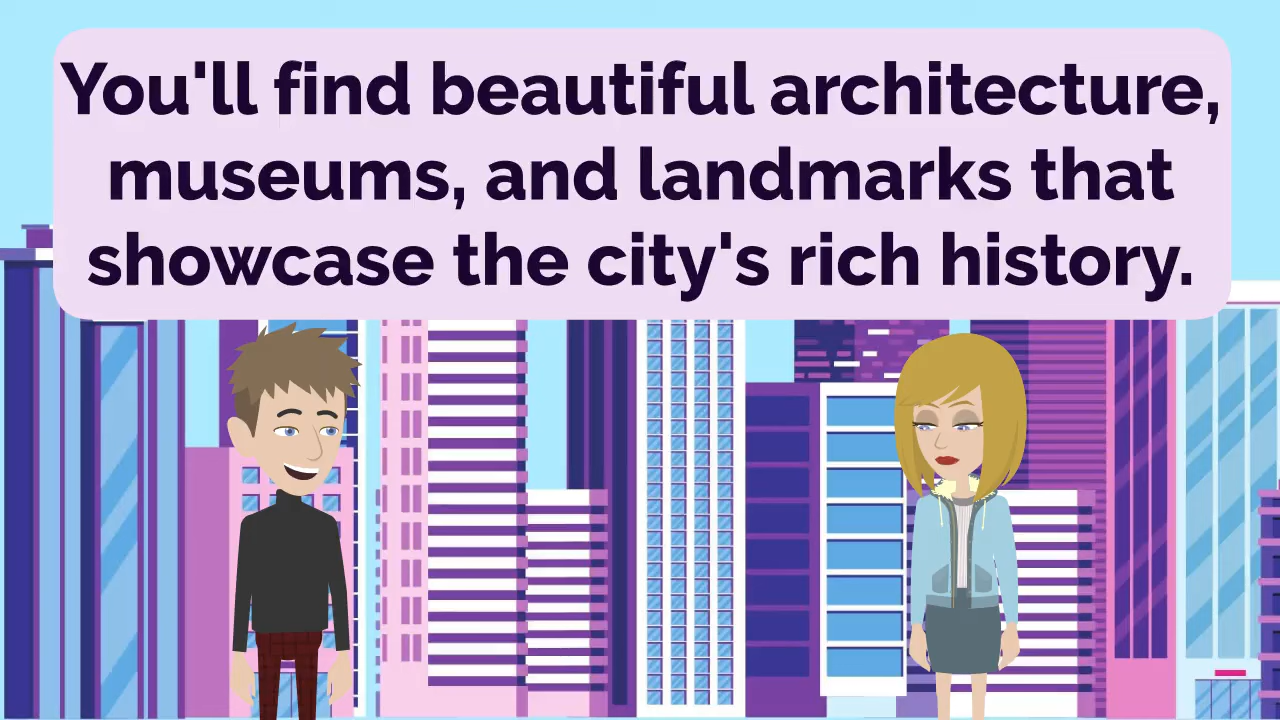 You'll find beautiful architecture,
museums, and landmarks that
showcase the city's rich history.